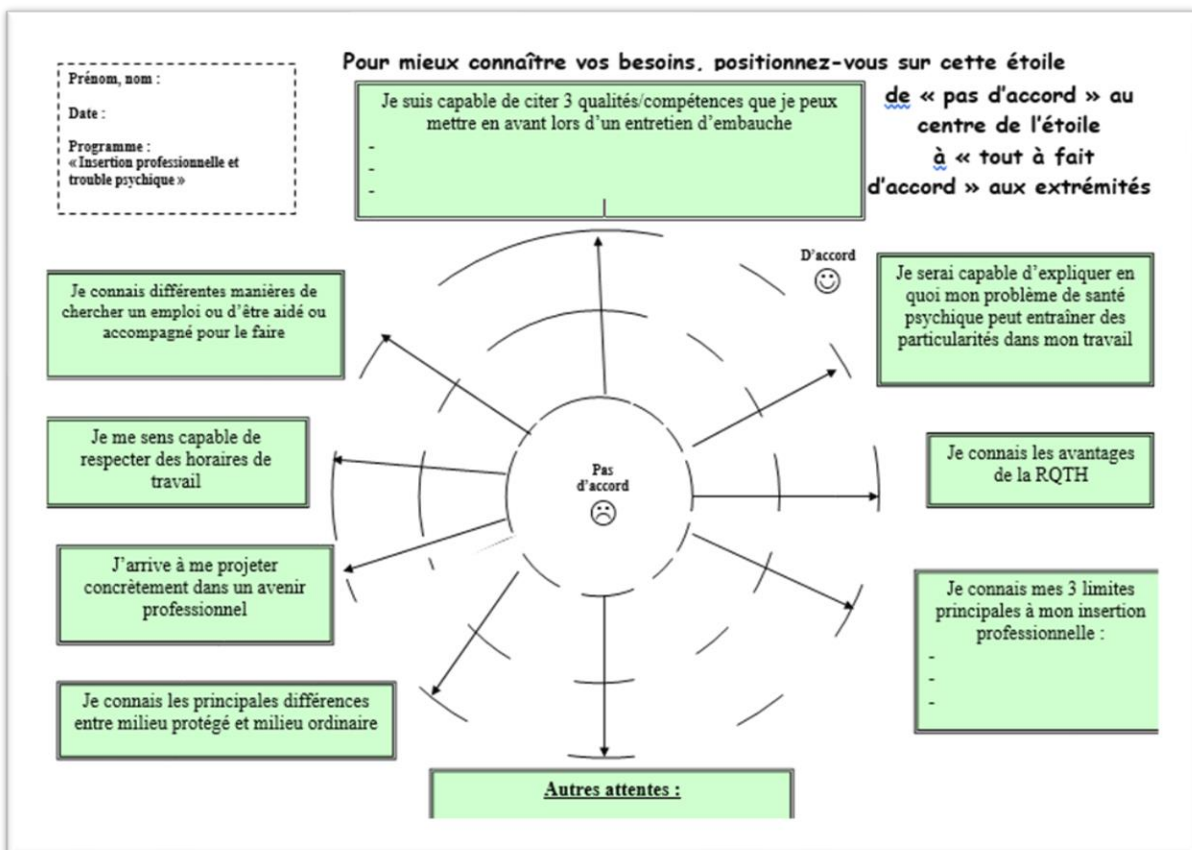 Prénom, nom :
Date :
Programme :
« Insertion professionnelle et
trouble psychique »
Pour mieux connaître vos besoins, positionnez-vous sur cette étoile
de « pas d'accord » au
centre de l'étoile
à « tout à fait
d'accord » aux extrémités
Je suis capable de citer 3 qualités/compétences que je peux
mettre en avant lors d'un entretien d'embauche
-
-
-
D'accord
Je serai capable d'expliquer en
quoi mon problème de santé
psychique peut entraîner des
particularités dans mon travail
Je connais différentes manières de
chercher un emploi ou d'être aidé ou
accompagné pour le faire
Je me sens capable de
respecter des horaires de
travail
Pas
d'accord
Je connais les avantages
de la RQTH
J'arrive à me projeter
concrètement dans un avenir
professionnel
Je connais mes 3 limites
principales à mon insertion
professionnelle :
-
-
-
Je connais les principales différences
entre milieu protégé et milieu ordinaire
Autres attentes :